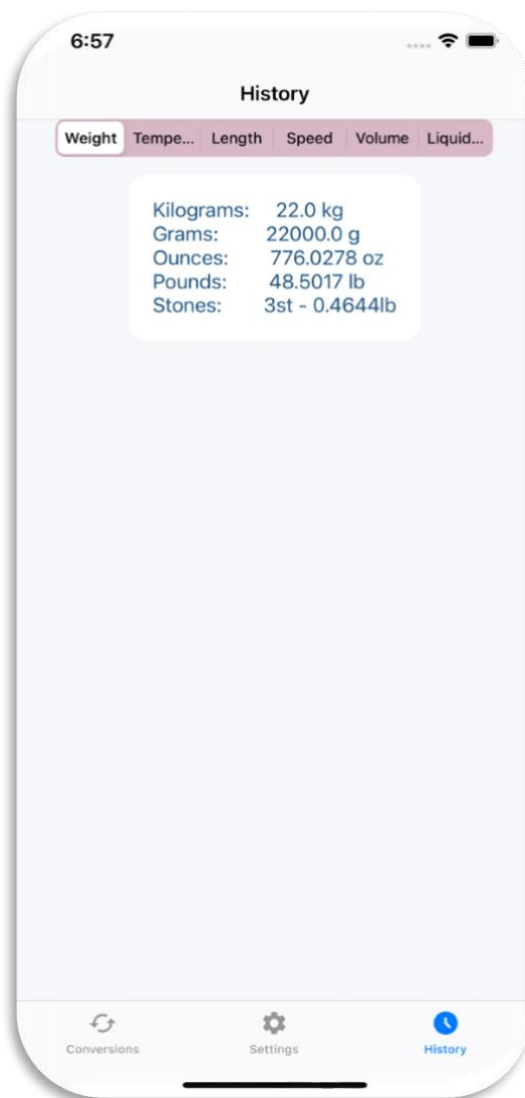 6:57
History
Weight Tempe... Length Speed Volume Liquid...
Kilograms: 22.0 kg
Grams: 22000.0 g
Ounces: 776.0278 oz
Pounds: 48.5017 lb
Stones: 3st - 0.4644lb
Conversions Settings History